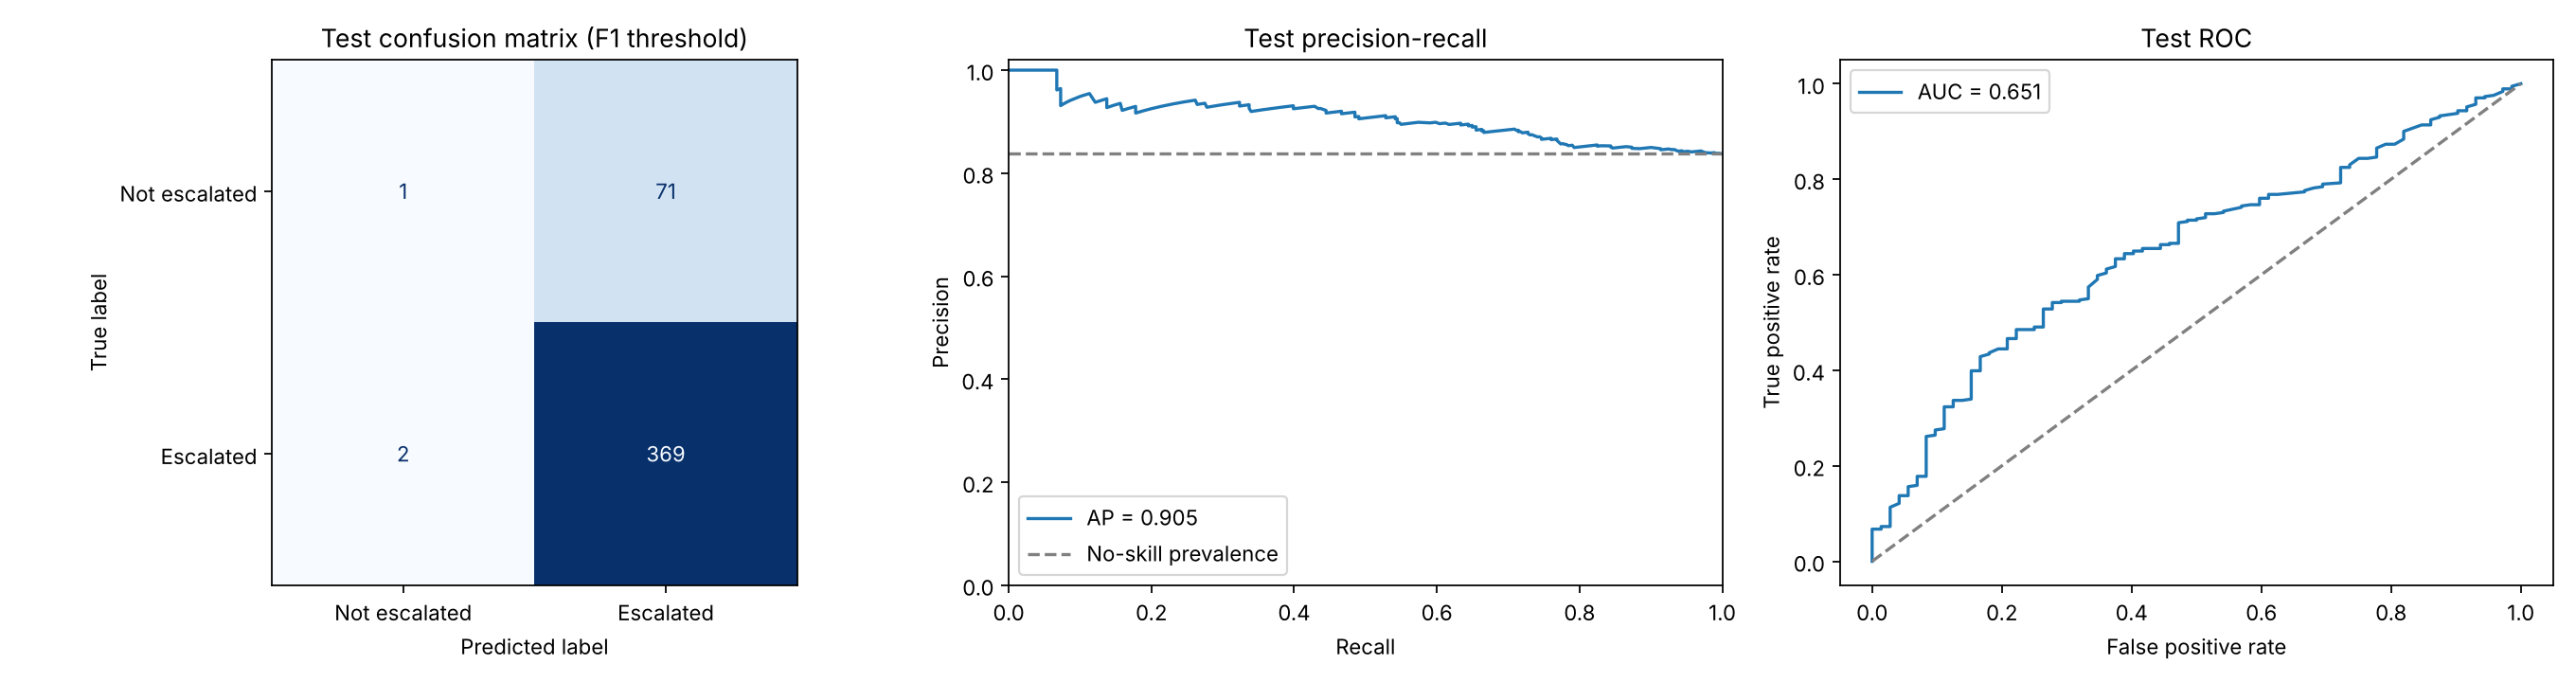 Test confusion matrix (F1 threshold)
True label
Not escalated
Escalated
1
71
2
369
Not escalated
Escalated
Predicted label
Test precision-recall
Precision
1.0
0.8
0.6
0.4
0.2
0.0
AP = 0.905
No-skill prevalence
0.0
0.2
0.4
0.6
0.8
1.0
Recall
Test ROC
True positive rate
1.0
0.8
0.6
0.4
0.2
0.0
AUC = 0.651
0.0
0.2
0.4
0.6
0.8
1.0
False positive rate